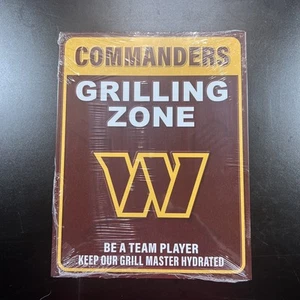 COMMANDERS
GRILLING
ZONE
W
BE A TEAM PLAYER
KEEP OUR GRILL MASTER HYDRATED